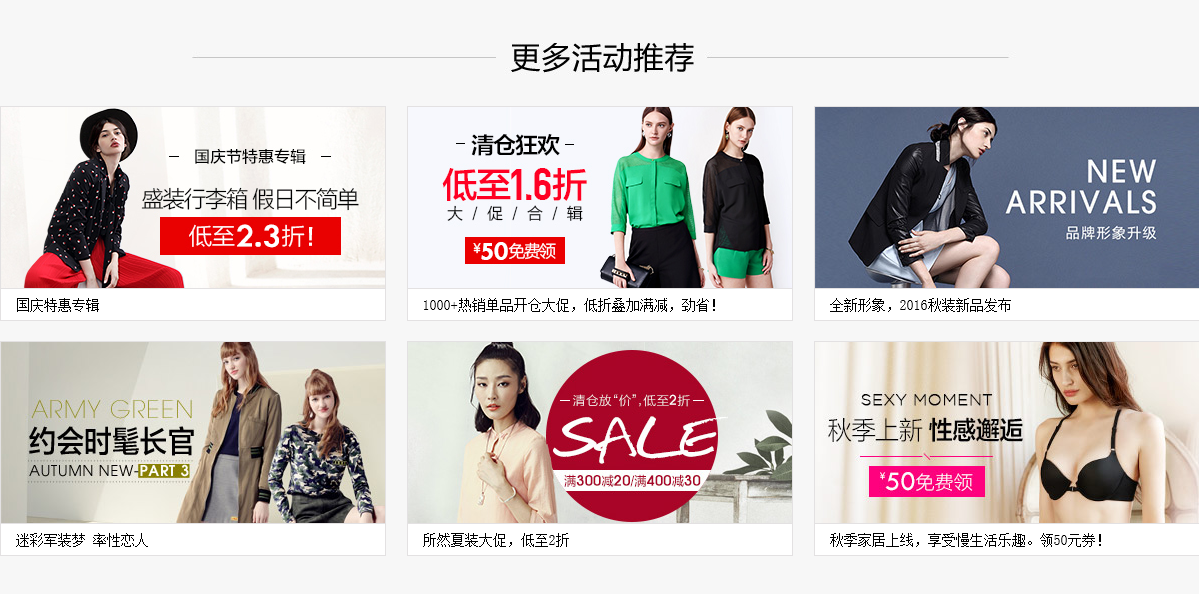 更多活动推荐
国庆节特惠专辑
盛装行李箱 假日不简单
低至2.3折!
国庆特惠专辑
清仓狂欢
低至1.6折
大 / 促 / 合 / 辑
¥50免费领
1000+热销单品开仓大促，低折叠加满减，劲省！
NEW
ARRIVALS
品牌形象升级
全新形象，2016秋装新品发布
ARMY GREEN
约会时髦长官
AUTUMN NEW-PART 3
迷彩军装梦 率性恋人
清仓放“价”,低至2折
SALE
满300减20/满400减30
所然夏装大促，低至2折
SEXY MOMENT
秋季上新 性感邂逅
¥50免费领
秋季家居上线，享受慢生活乐趣。领50元券！